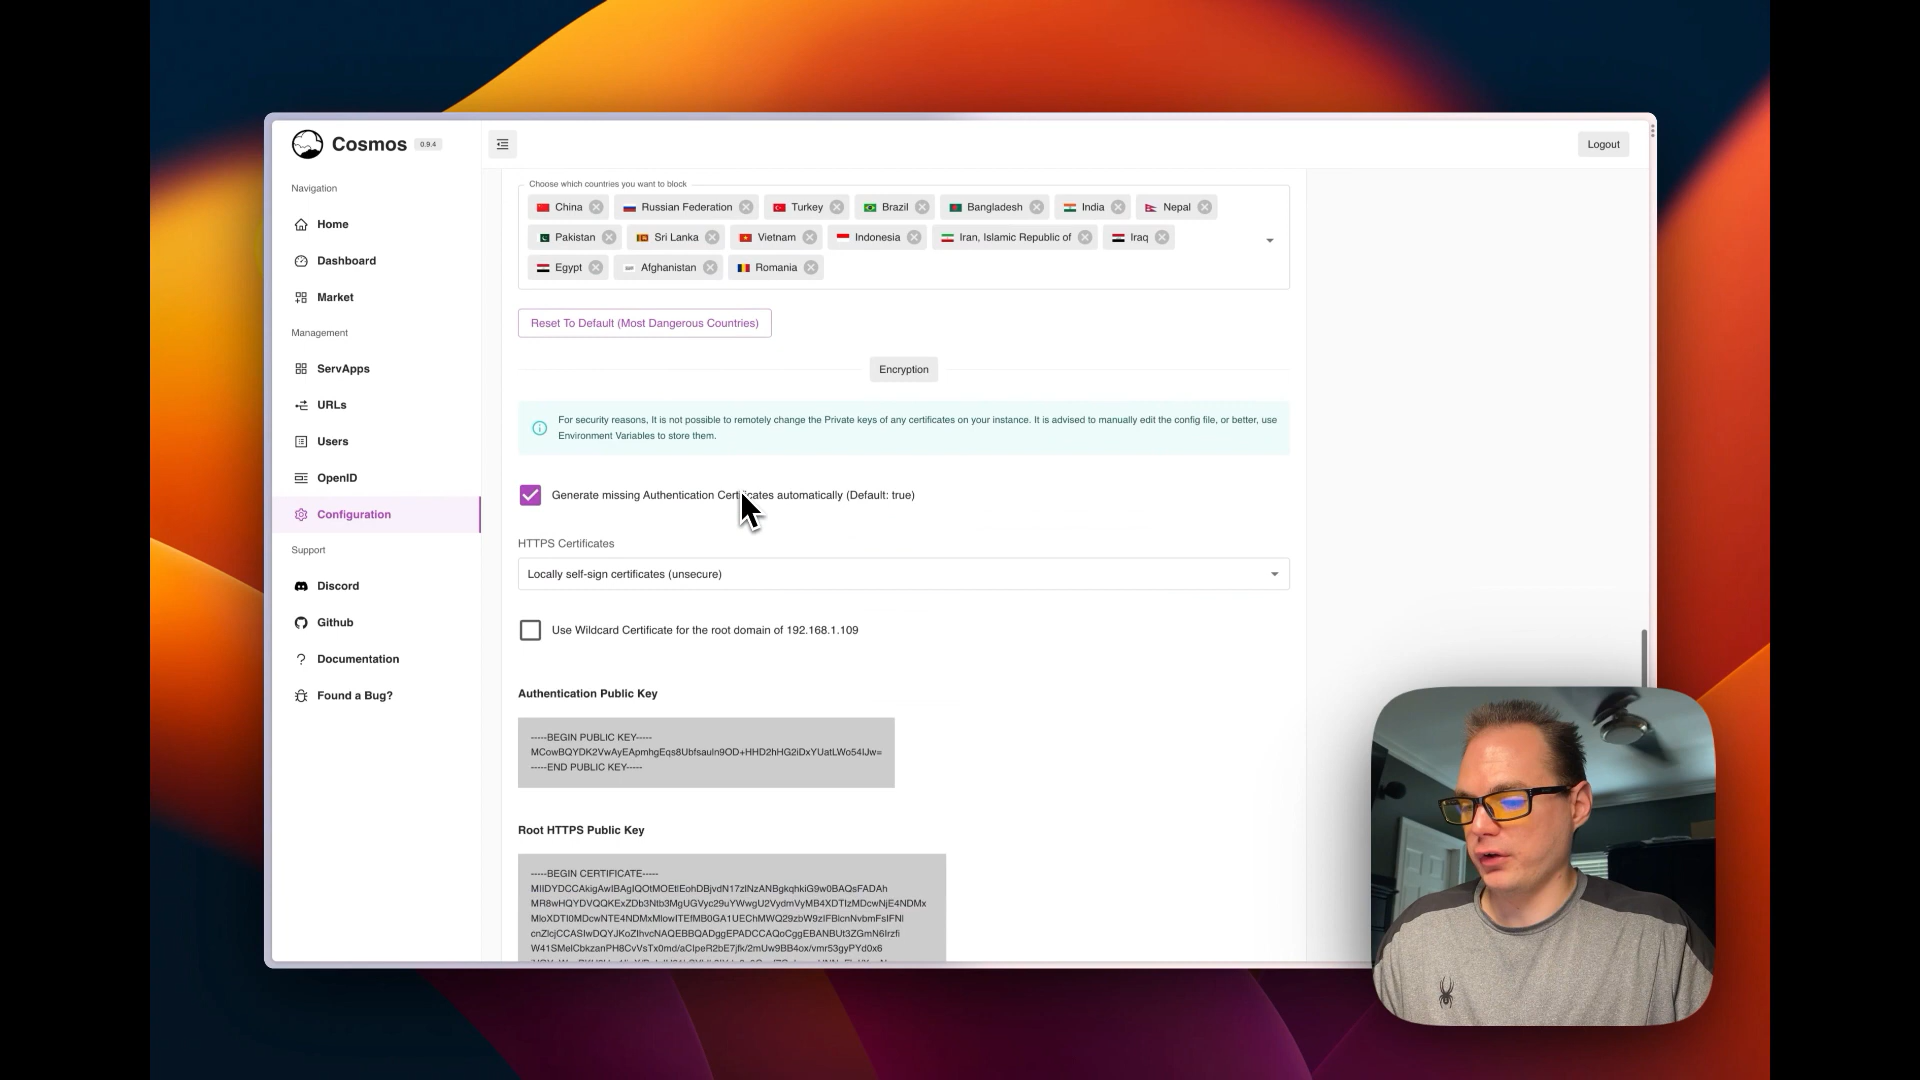 Cosmos 0.9.4
Logout
Navigation
Home
Dashboard
Market
Management
ServApps
URLs
Users
OpenID
Configuration
Support
Discord
Github
Documentation
Found a Bug?
Choose which countries you want to block
China Russian Federation Turkey Brazil Bangladesh India Nepal
Pakistan Sri Lanka Vietnam Indonesia Iran, Islamic Republic of Iraq
Egypt Afghanistan Romania
Reset To Default (Most Dangerous Countries)
Encryption
For security reasons, It is not possible to remotely change the Private keys of any certificates on your instance. It is advised to manually edit the config file, or better, use
Environment Variables to store them.
Generate missing Authentication Certificates automatically (Default: true)
HTTPS Certificates
Locally self-sign certificates (unsecure)
Use Wildcard Certificate for the root domain of 192.168.1.109
Authentication Public Key
-----BEGIN PUBLIC KEY-----
-----END PUBLIC KEY-----
Root HTTPS Public Key
-----BEGIN CERTIFICATE-----